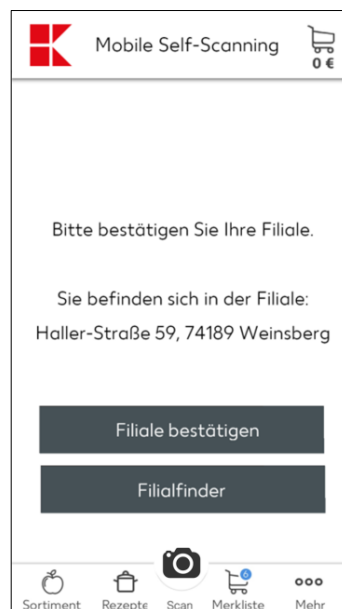 Mobile Self-Scanning
0 €
Bitte bestätigen Sie Ihre Filiale.
Sie befinden sich in der Filiale:
Haller-Straße 59, 74189 Weinsberg
Filiale bestätigen
Filialfinder
6
Sortiment Rezepte Scan Merkliste Mehr